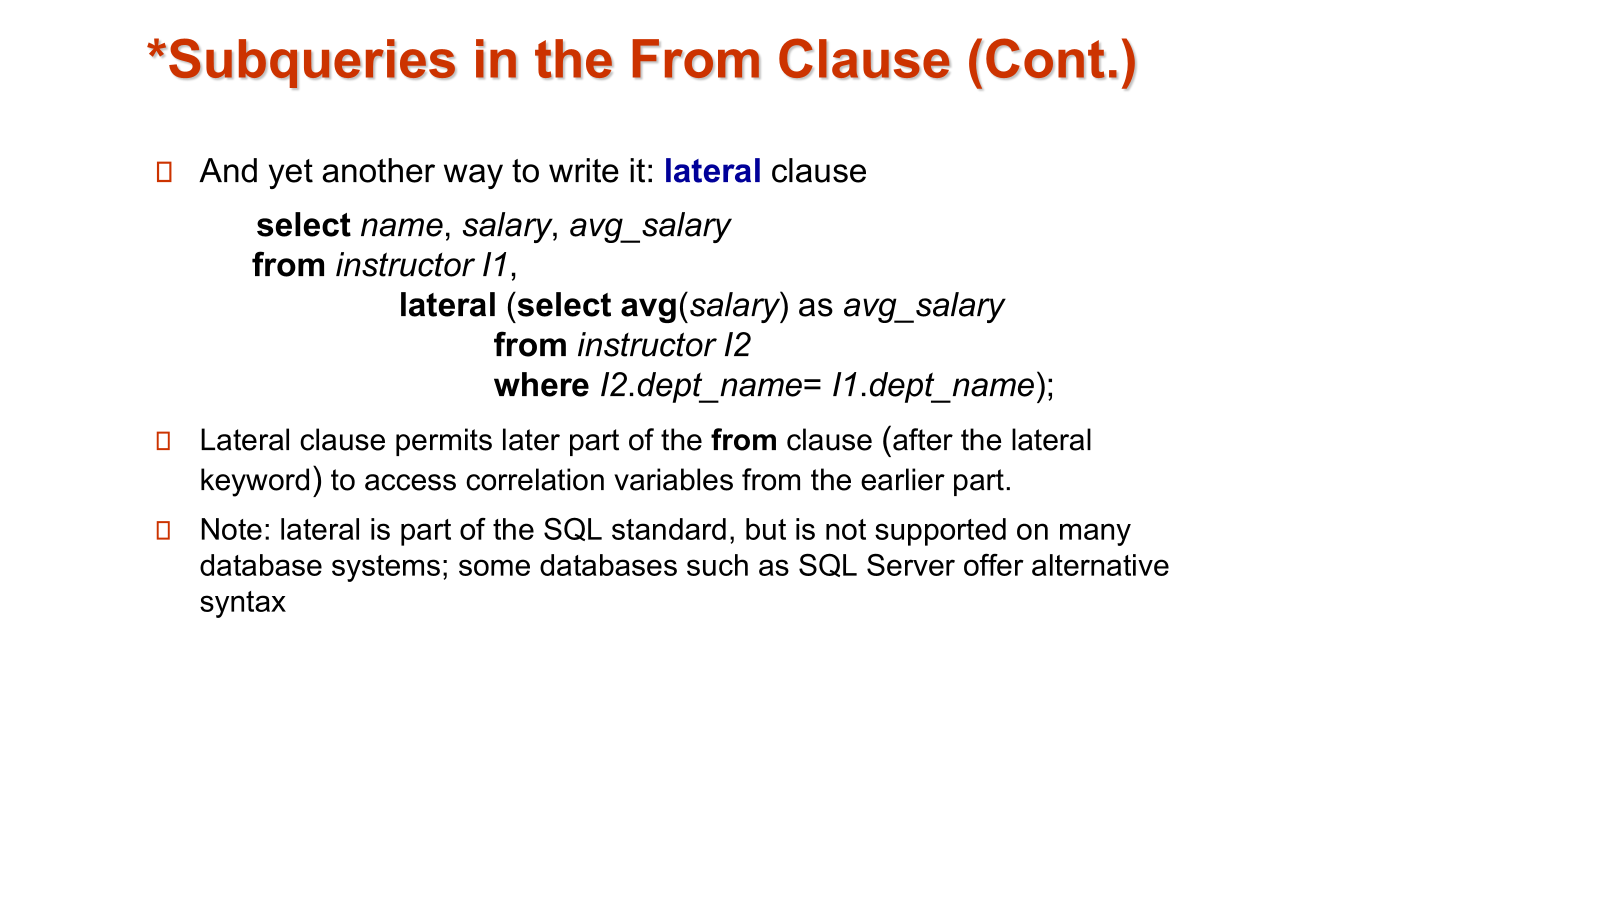 *Subqueries in the From Clause (Cont.)
And yet another way to write it: lateral clause
select name, salary, avg_salary
from instructor I1,
lateral (select avg(salary) as avg_salary
from instructor I2
where I2.dept_name= I1.dept_name);
Lateral clause permits later part of the from clause (after the lateral
keyword) to access correlation variables from the earlier part.
Note: lateral is part of the SQL standard, but is not supported on many
database systems; some databases such as SQL Server offer alternative
syntax